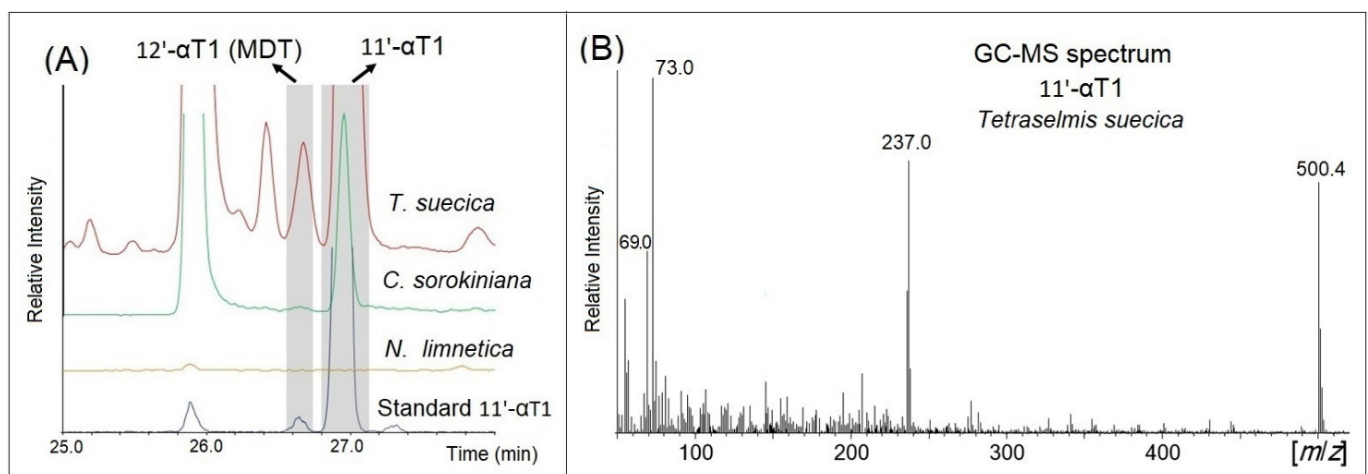 (A)
12'-αT1 (MDT) 11'-αT1
T. suecica
C. sorokiniana
N. limnetica
Standard 11'-αT1
Relative Intensity
25.0 26.0 27.0 Time (min)
(B)
GC-MS spectrum
11'-αT1
Tetraselmis suecica
73.0
237.0
500.4
69.0
Relative Intensity
100 200 300 400 [m/z]